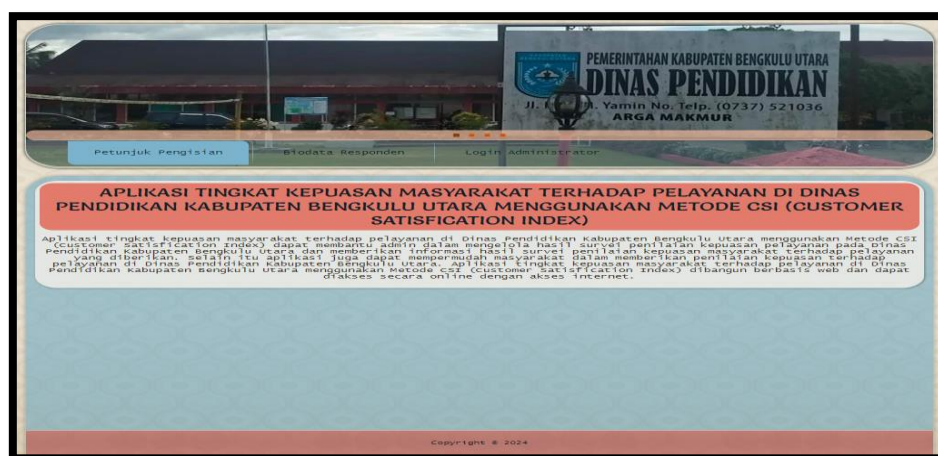 PEMERINTAHAN KABUPATEN BENGKULU UTARA
DINAS PENDIDIKAN
Yamin No. Telp. (0737) 521036
ARGA MAKMUR
Petunjuk Pengisian
Biodata Responden
Login Administrator
APLIKASI TINGKAT KEPUASAN MASYARAKAT TERHADAP PELAYANAN DI DINAS
PENDIDIKAN KABUPATEN BENGKULU UTARA MENGGUNAKAN METODE CSI (CUSTOMER
SATISFICATION INDEX)
Aplikasi tingkat kepuasan masyarakat terhadap pelayanan di Dinas Pendidikan Kabupaten Bengkulu Utara menggunakan Metode CSI
(Customer Satisfication Index) dapat membantu admin dalam mengelola hasil survei penilaian kepuasan pelayanan pada Dinas
Pendidikan Kabupaten Bengkulu Utara dan memberikan informasi hasil survei penilaian kepuasan masyarakat terhadap pelayanan
yang diberikan. Selain itu aplikasi juga dapat mempermudah masyarakat dalam memberikan penilaian kepuasan terhadap
pelayanan di Dinas Pendidikan Kabupaten Bengkulu Utara. Aplikasi tingkat kepuasan masyarakat terhadap pelayanan di Dinas
Pendidikan Kabupaten Bengkulu Utara menggunakan Metode CSI (Customer Satisfication Index) dibangun berbasis web dan dapat
diakses secara online dengan akses internet.
Copyright © 2024